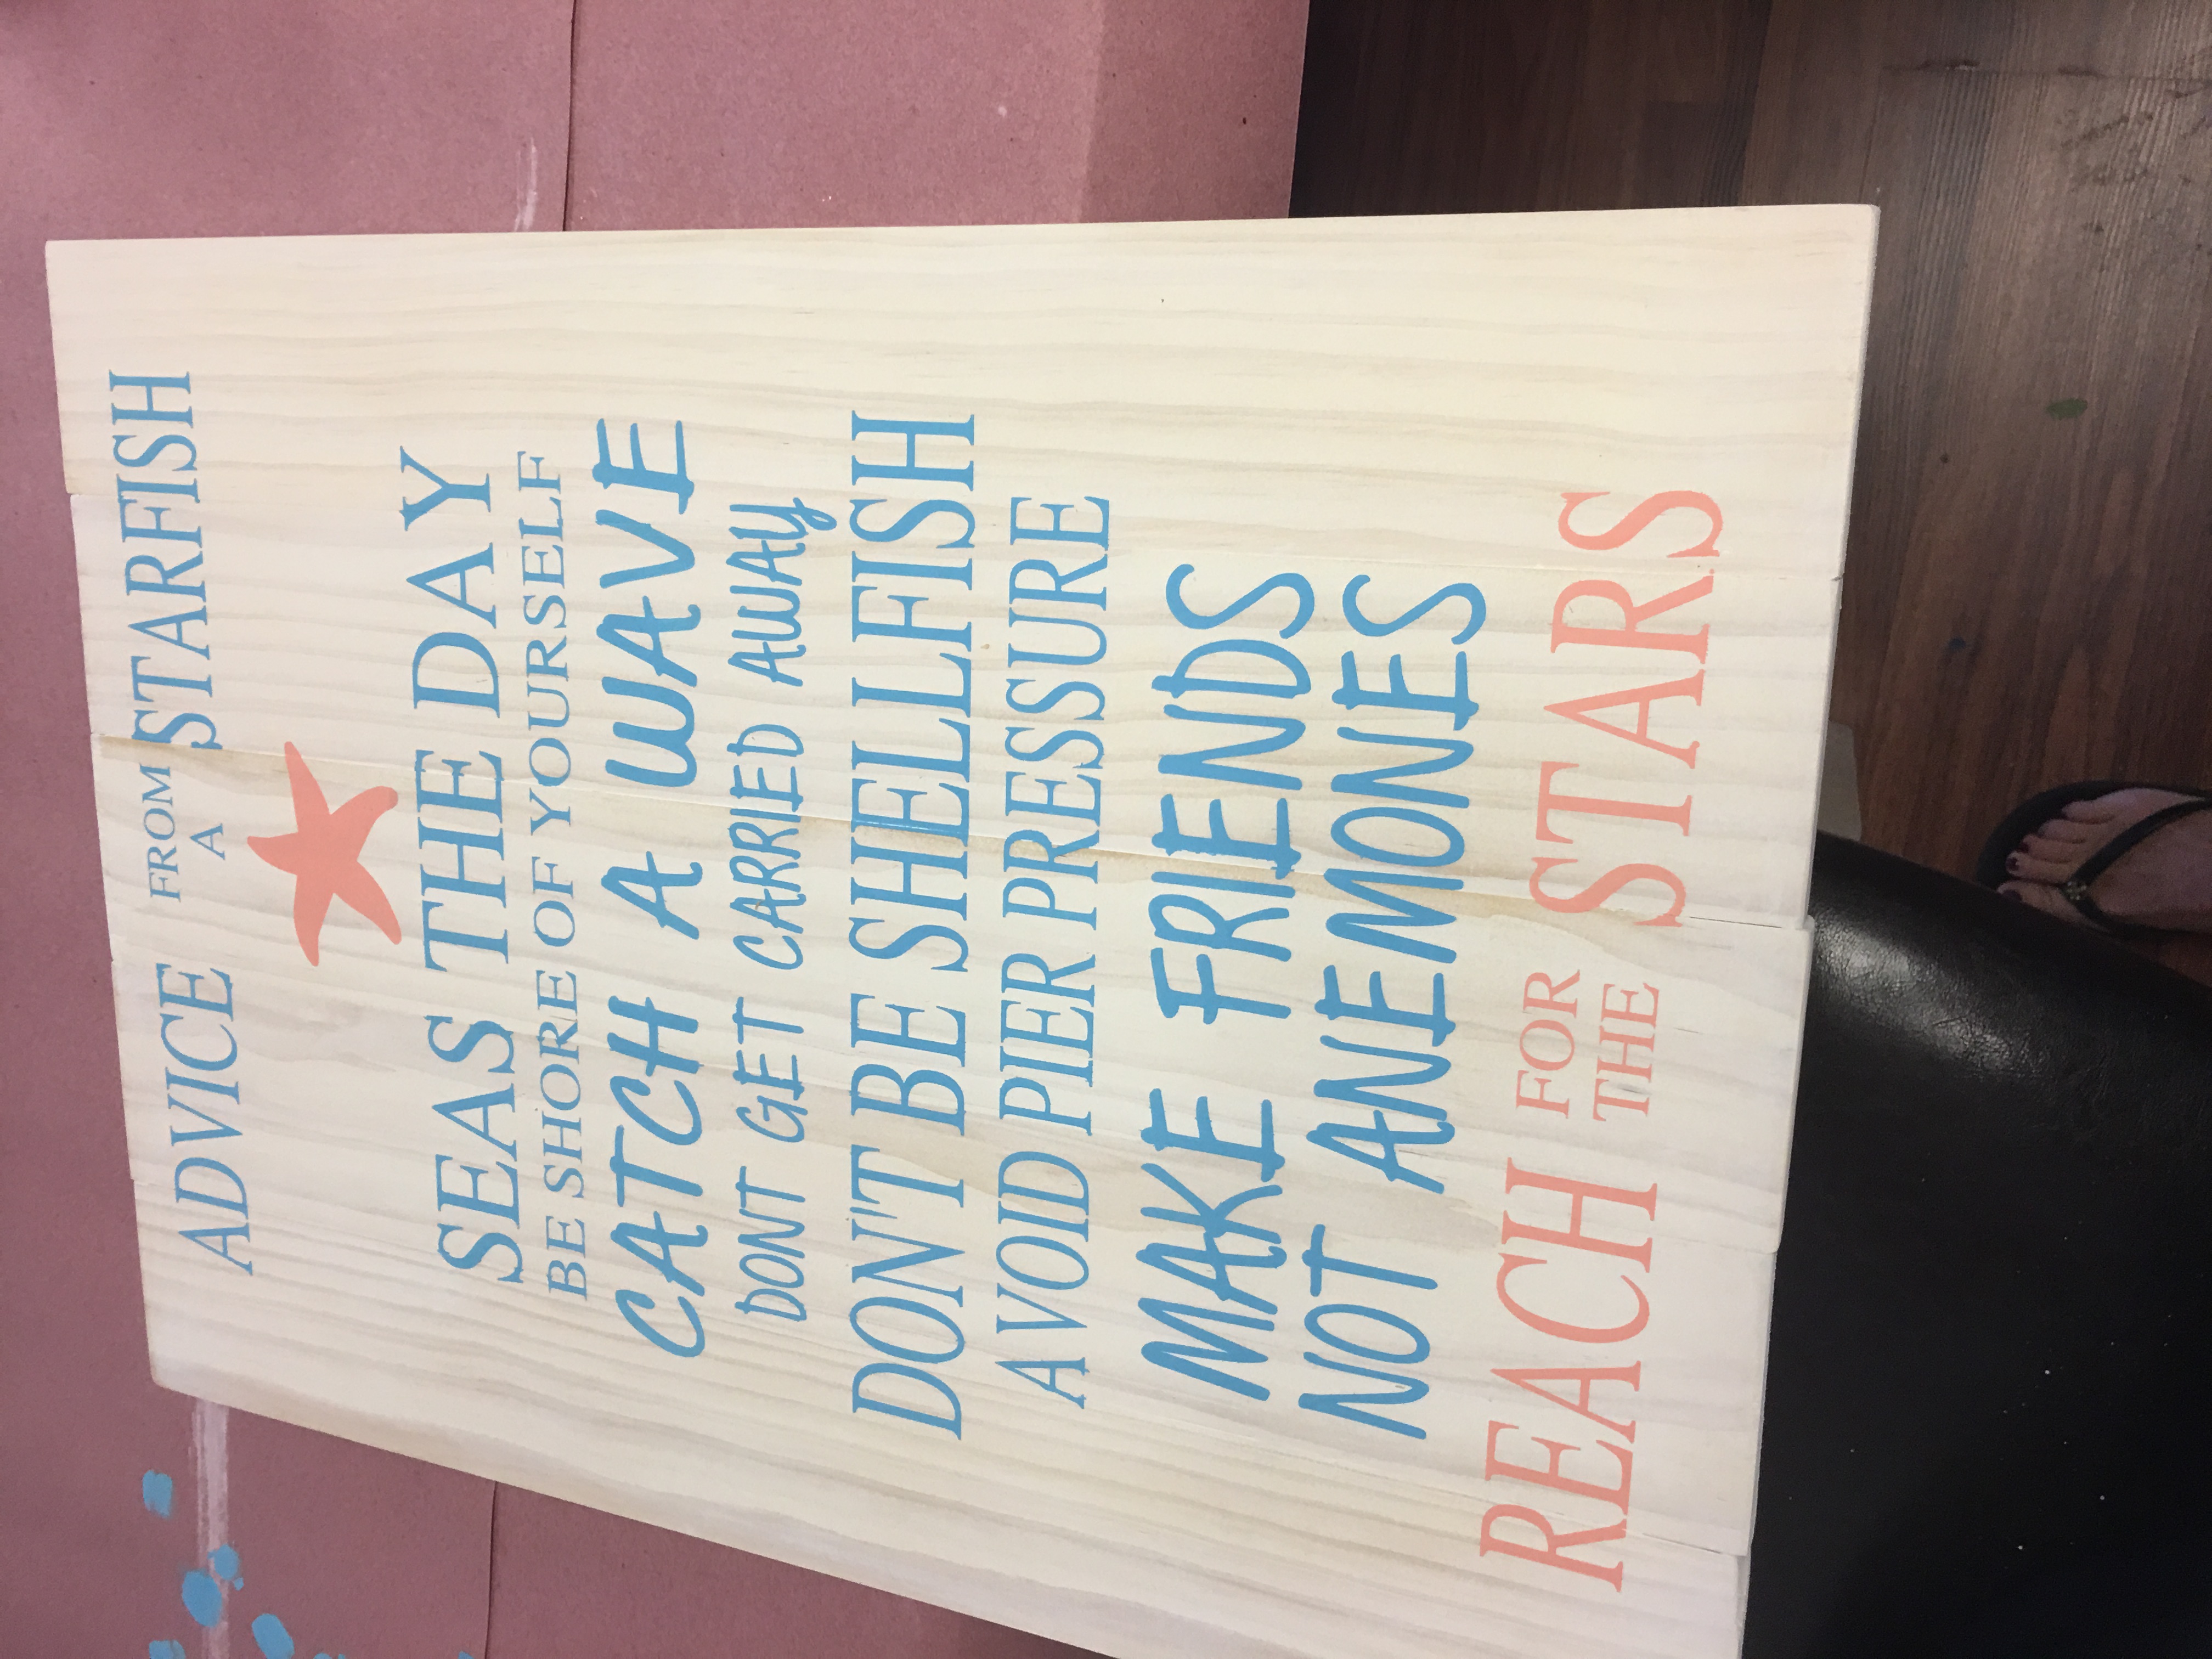 ADVICE FROM A STARFISH
SEAS THE DAY
BE SHORE OF YOURSELF
CATCH A WAVE
DONT GET CARRIED AWAY
DON'T BE SHELLFISH
AVOID PIER PRESSURE
MAKE FRIENDS
NOT ANEMONES
REACH FOR THE STARS